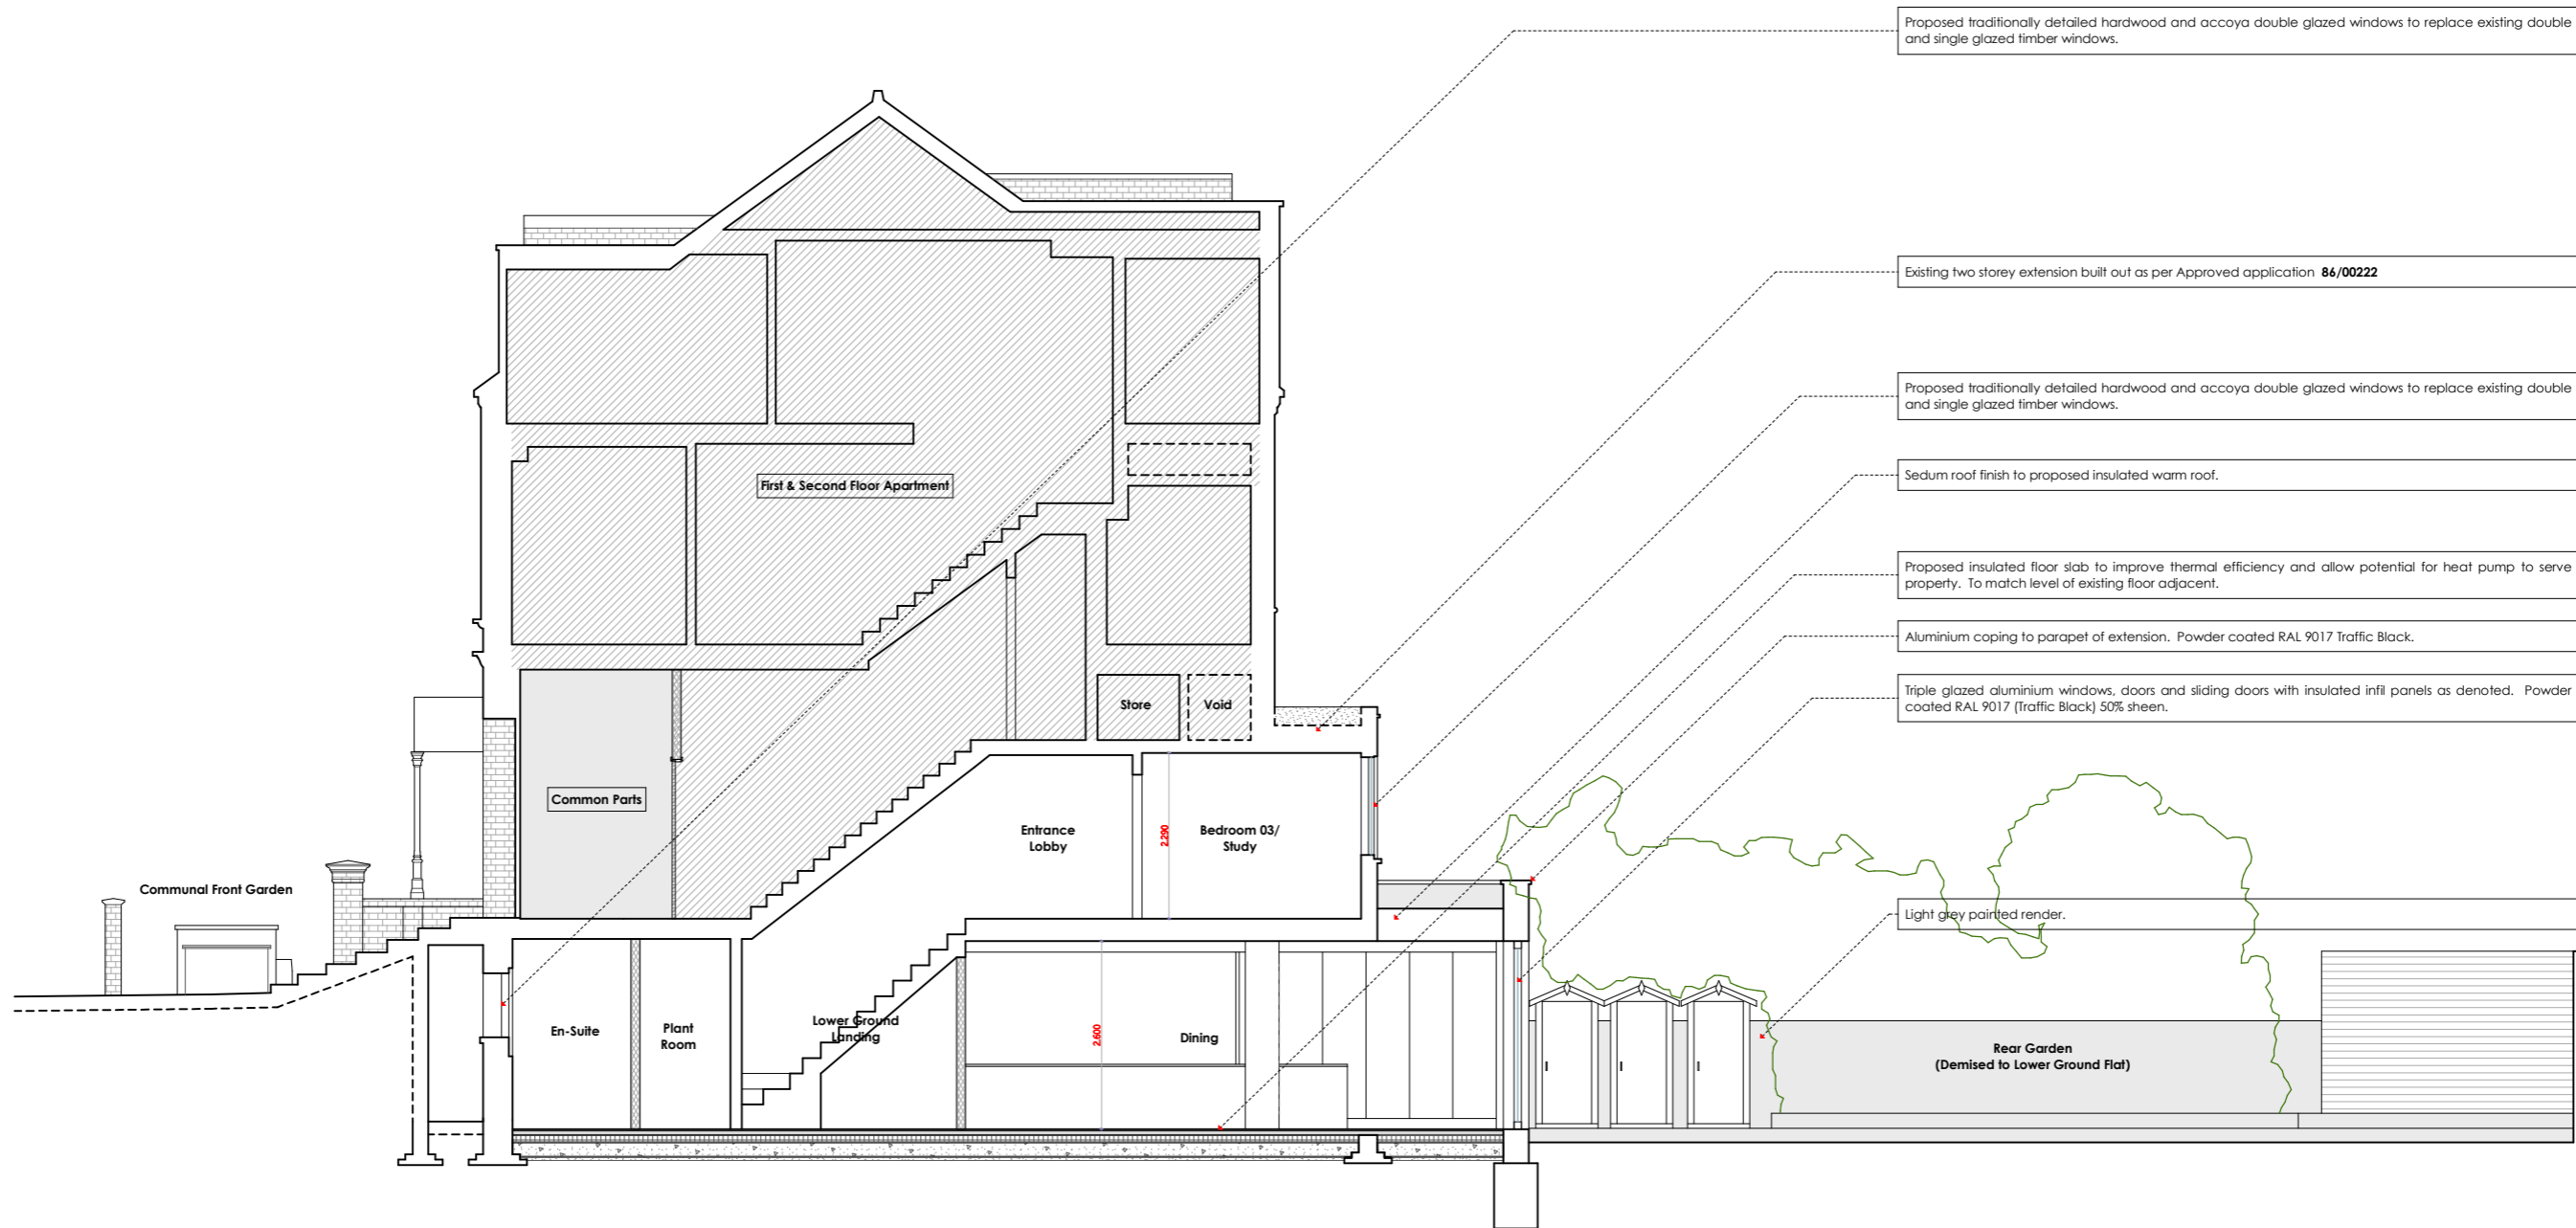 Proposed traditionally detailed hardwood and accoya double glazed windows to replace existing double
and single glazed timber windows.
Existing two storey extension built out as per Approved application 86/00222
Proposed traditionally detailed hardwood and accoya double glazed windows to replace existing double
and single glazed timber windows.
Sedum roof finish to proposed insulated warm roof.
Proposed insulated floor slab to improve thermal efficiency and allow potential for heat pump to serve
property. To match level of existing floor adjacent.
Aluminium coping to parapet of extension. Powder coated RAL 9017 Traffic Black.
Triple glazed aluminium windows, doors and sliding doors with insulated infil panels as denoted. Powder
coated RAL 9017 (Traffic Black) 50% sheen.
Light grey painted render.
First & Second Floor Apartment
Store
Void
Common Parts
Entrance
Lobby
2.290
Bedroom 03/
Study
Communal Front Garden
En-Suite
Plant
Room
Lower Ground
Landing
2.600
Dining
Rear Garden
(Demised to Lower Ground Flat)